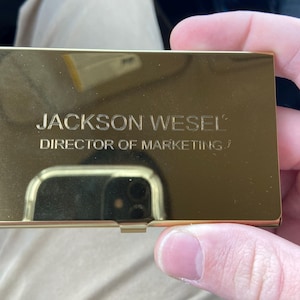 JACKSON WESEL
DIRECTOR OF MARKETING